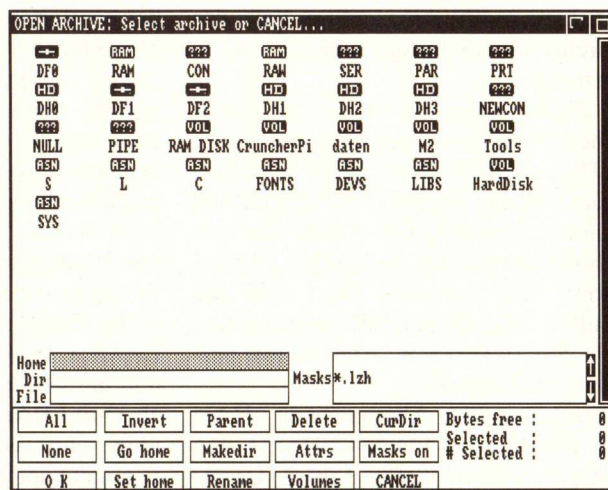 OPEN ARCHIVE: Select archive or CANCEL...
RAM ??? RAM ??? ??? ???
DF0 RAM CON RAW SER PAR PRT
HD HD HD HD ???
DH0 DF1 DF2 DH1 DH2 DH3 NEWCON
??? ??? VOL VOL VOL VOL VOL
NULL PIPE RAM DISK CruncherPi daten M2 Tools
ASN ASN ASN ASN ASN ASN VOL
S L C FONTS DEVS LIBS HardDisk
ASN
SYS
Home
Dir Masks *.lzh
File
All Invert Parent Delete CurDir Bytes free : 0
None Go home Makedir Attrs Masks on Selected : 0
# Selected : 0
O K Set home Rename Volumes CANCEL